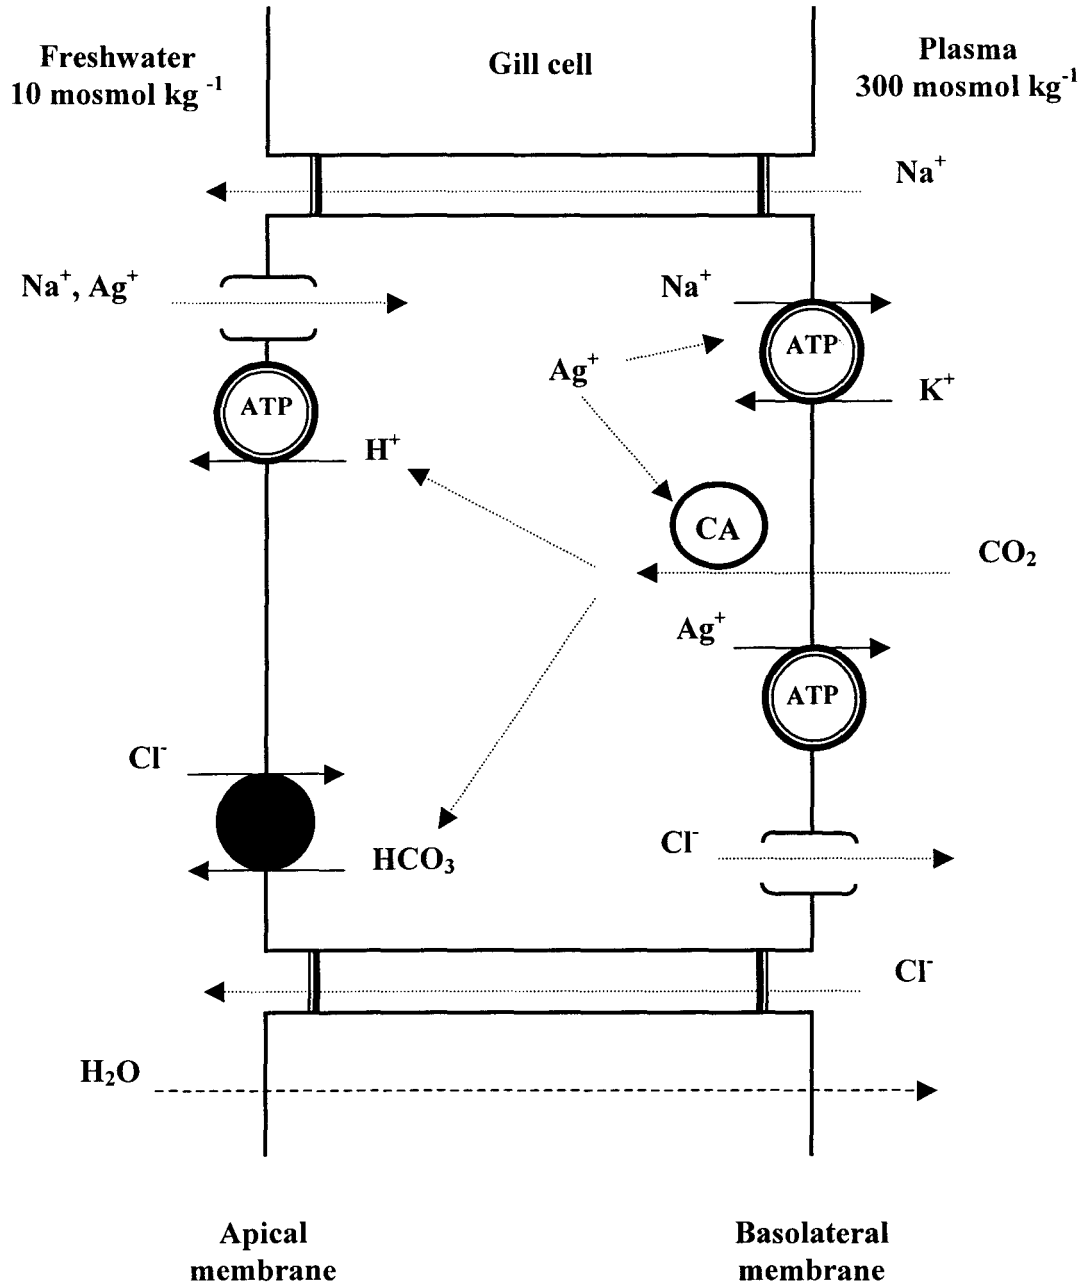 Freshwater
10 mosmol kg⁻¹
Gill cell
Plasma
300 mosmol kg⁻¹
Na⁺
Na⁺, Ag⁺
Na⁺
ATP
Ag⁺
K⁺
ATP
H⁺
CA
CO₂
Ag⁺
ATP
Cl⁻
Cl⁻
HCO₃
Cl⁻
H₂O
Apical
membrane
Basolateral
membrane